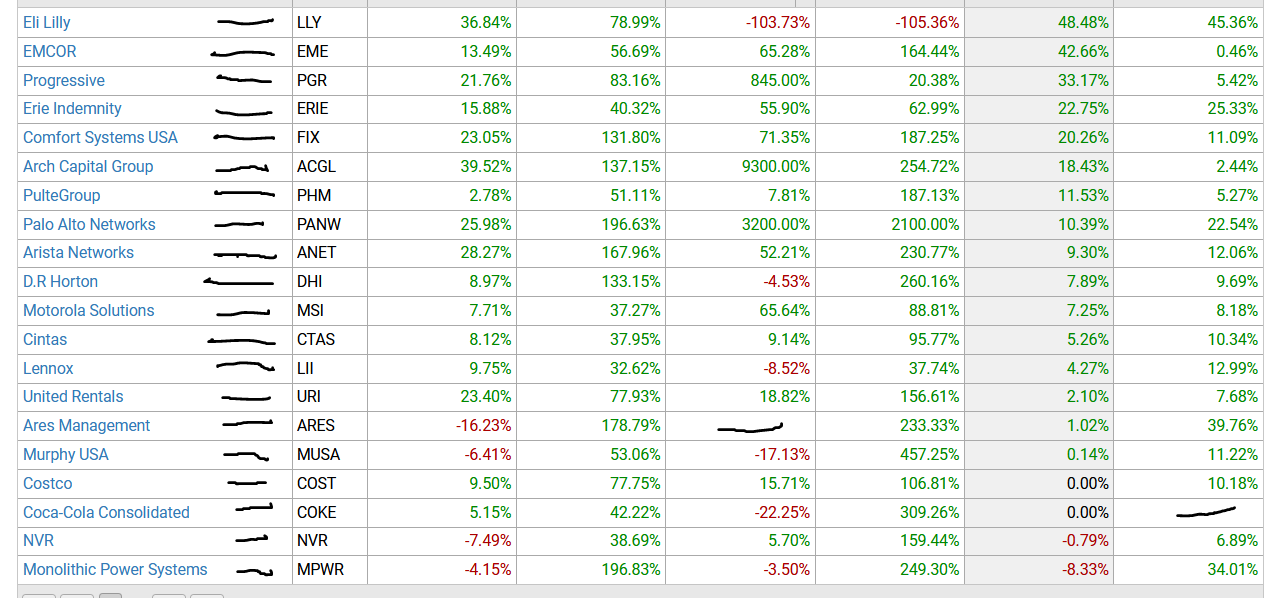 Eli Lilly LLY 36.84% 78.99% -103.73% -105.36% 48.48% 45.36%
EMCOR EME 13.49% 56.69% 65.28% 164.44% 42.66% 0.46%
Progressive PGR 21.76% 83.16% 845.00% 20.38% 33.17% 5.42%
Erie Indemnity ERIE 15.88% 40.32% 55.90% 62.99% 22.75% 25.33%
Comfort Systems USA FIX 23.05% 131.80% 71.35% 187.25% 20.26% 11.09%
Arch Capital Group ACGL 39.52% 137.15% 9300.00% 254.72% 18.43% 2.44%
PulteGroup PHM 2.78% 51.11% 7.81% 187.13% 11.53% 5.27%
Palo Alto Networks PANW 25.98% 196.63% 3200.00% 2100.00% 10.39% 22.54%
Arista Networks ANET 28.27% 167.96% 52.21% 230.77% 9.30% 12.06%
D.R Horton DHI 8.97% 133.15% -4.53% 260.16% 7.89% 9.69%
Motorola Solutions MSI 7.71% 37.27% 65.64% 88.81% 7.25% 8.18%
Cintas CTAS 8.12% 37.95% 9.14% 95.77% 5.26% 10.34%
Lennox LII 9.75% 32.62% -8.52% 37.74% 4.27% 12.99%
United Rentals URI 23.40% 77.93% 18.82% 156.61% 2.10% 7.68%
Ares Management ARES -16.23% 178.79% 233.33% 1.02% 39.76%
Murphy USA MUSA -6.41% 53.06% -17.13% 457.25% 0.14% 11.22%
Costco COST 9.50% 77.75% 15.71% 106.81% 0.00% 10.18%
Coca-Cola Consolidated COKE 5.15% 42.22% -22.25% 309.26% 0.00%
NVR NVR -7.49% 38.69% 5.70% 159.44% -0.79% 6.89%
Monolithic Power Systems MPWR -4.15% 196.83% -3.50% 249.30% -8.33% 34.01%